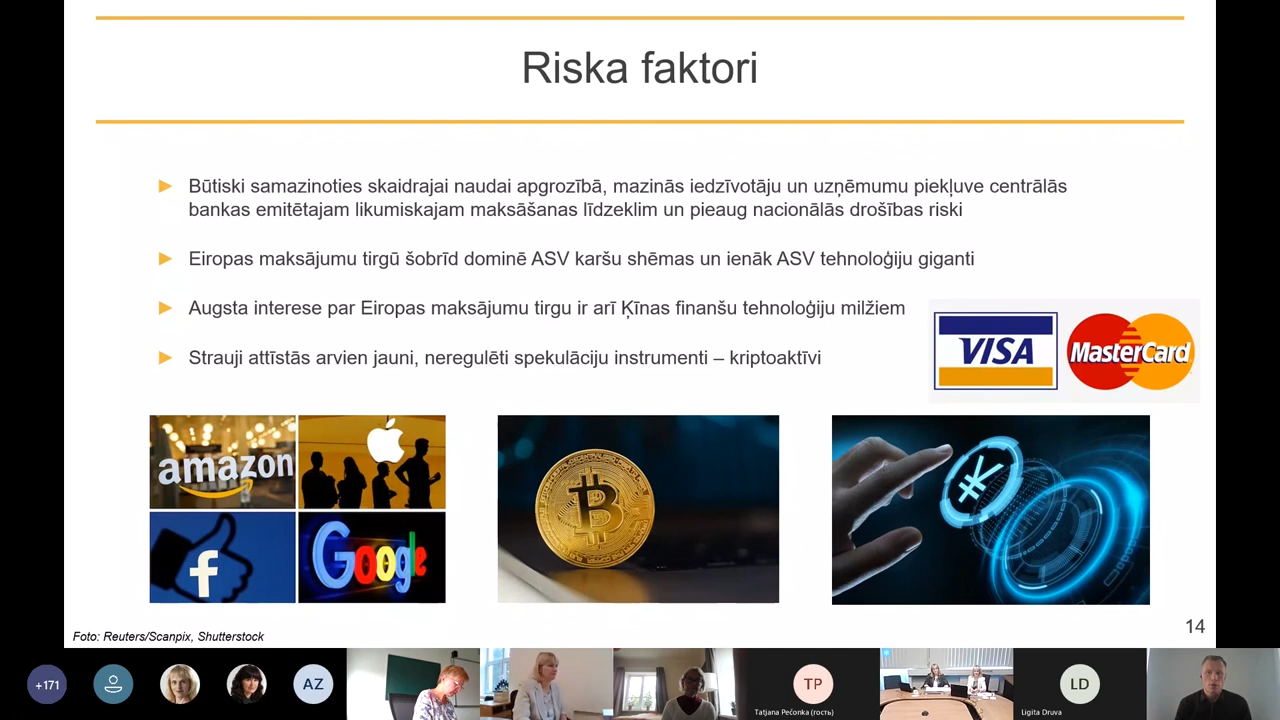 Riska faktori
Būtiski samazinoties skaidrajai naudai apgrozībā, mazinās iedzīvotāju un uzņēmumu piekļuve centrālās
bankas emitētajam likumiskajam maksāšanas līdzeklim un pieaug nacionālās drošības riski
Eiropas maksājumu tirgū šobrīd dominē ASV karšu shēmas un ienāk ASV tehnoloģiju giganti
Augsta interese par Eiropas maksājumu tirgu ir arī Ķīnas finanšu tehnoloģiju milžiem
Strauji attīstās arvien jauni, neregulēti spekulāciju instrumenti – kriptoaktīvi
VISA
MasterCard
amazon
f
Google
B
¥
14
Foto: Reuters/Scanpix, Shutterstock
+171
AZ
TP
Tatjana Pečonka (гость)
LD
Ligita Druva